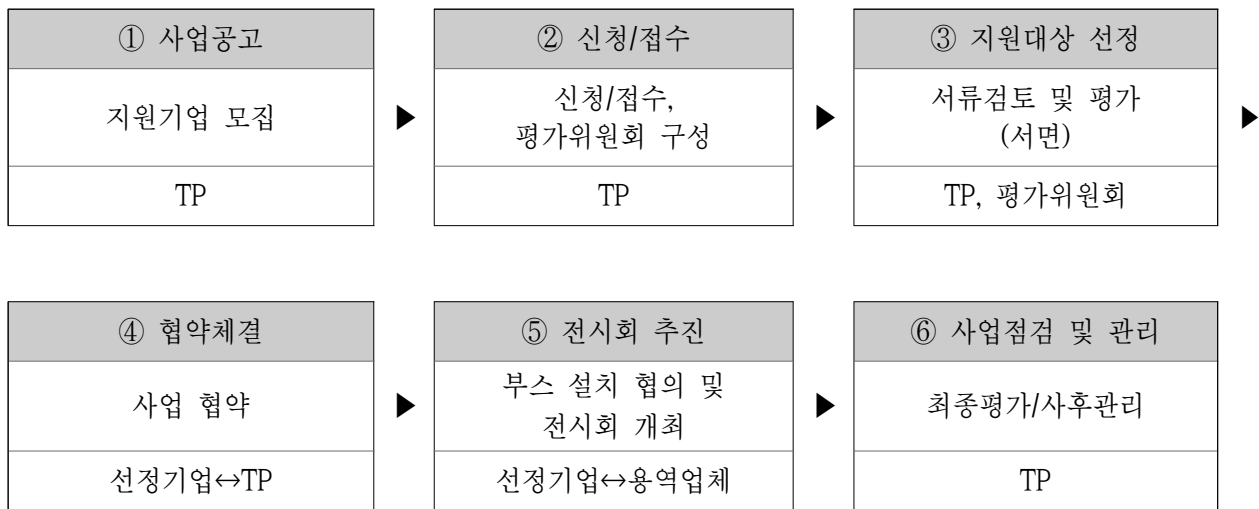 ① 사업공고
지원기업 모집
TP
▶
② 신청/접수
신청/접수,
평가위원회 구성
TP
▶
③ 지원대상 선정
서류검토 및 평가
(서면)
TP, 평가위원회
▶
④ 협약체결
사업 협약
선정기업↔TP
▶
⑤ 전시회 추진
부스 설치 협의 및
전시회 개최
선정기업↔용역업체
▶
⑥ 사업점검 및 관리
최종평가/사후관리
TP